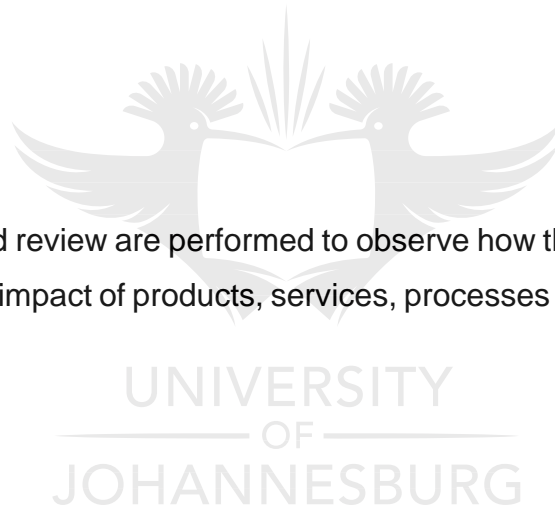 d review are performed to observe how th
impact of products, services, processes
UNIVERSITY
OF
JOHANNESBURG